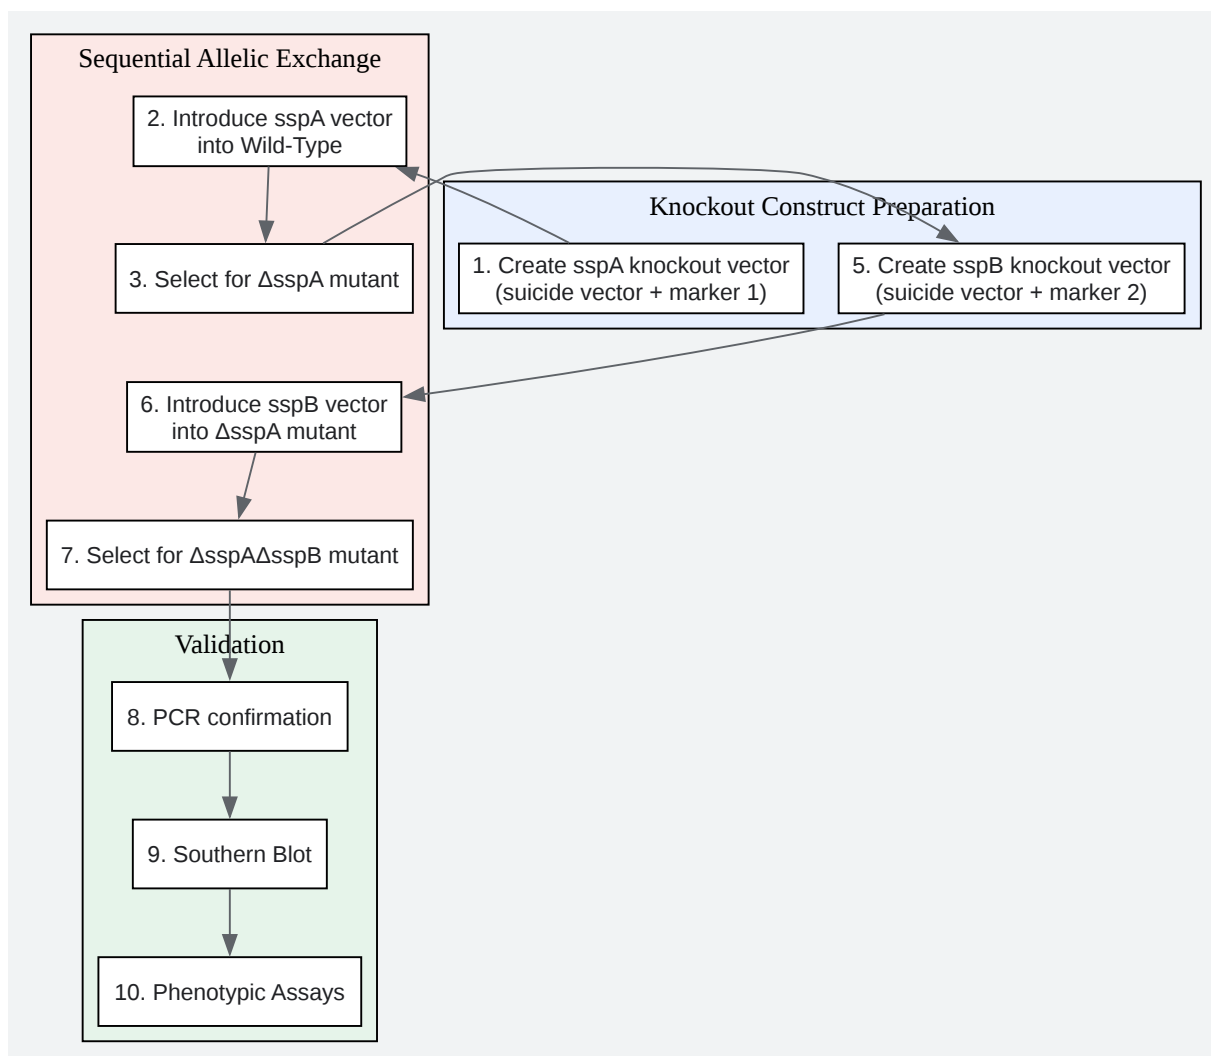 Sequential Allelic Exchange
2. Introduce sspA vector
into Wild-Type
3. Select for ΔsspA mutant
Knockout Construct Preparation
1. Create sspA knockout vector
(suicide vector + marker 1)
5. Create sspB knockout vector
(suicide vector + marker 2)
6. Introduce sspB vector
into ΔsspA mutant
7. Select for ΔsspAΔsspB mutant
Validation
8. PCR confirmation
9. Southern Blot
10. Phenotypic Assays